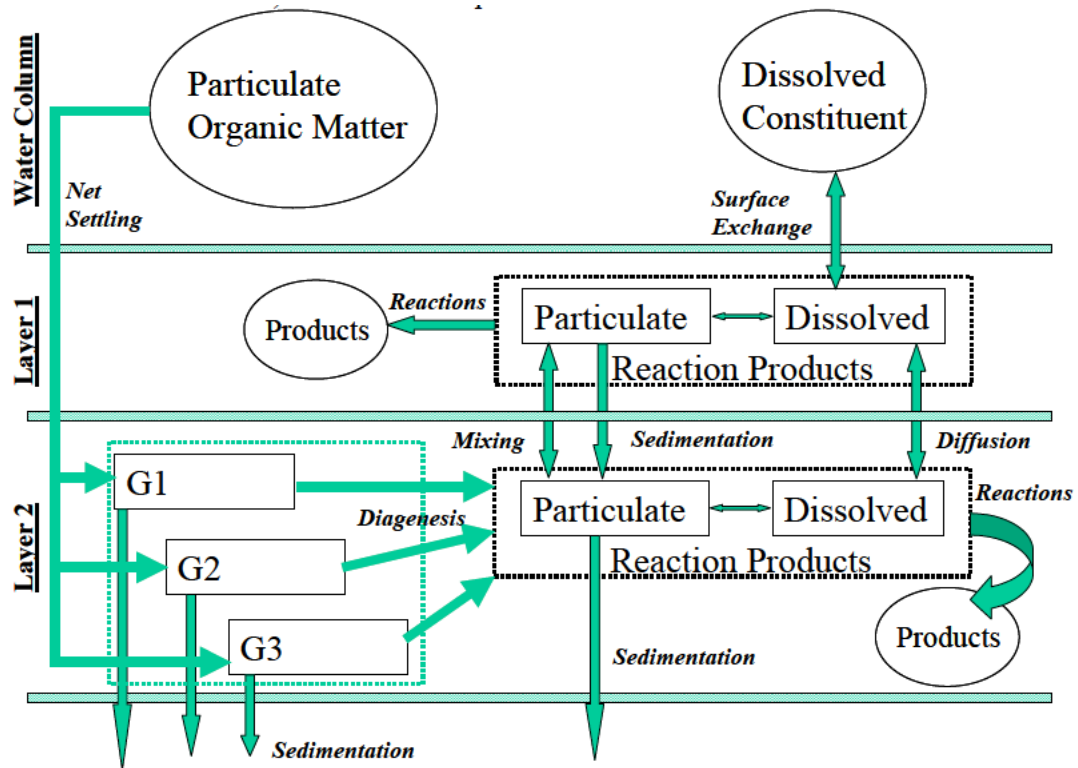 Water Column
Particulate
Organic Matter
Dissolved
Constituent
Net
Settling
Surface
Exchange
Layer 1
Products
Reactions
Particulate
Dissolved
Reaction Products
Mixing
Sedimentation
Diffusion
Layer 2
G1
G2
G3
Diagenesis
Particulate
Dissolved
Reaction Products
Reactions
Products
Sedimentation
Sedimentation